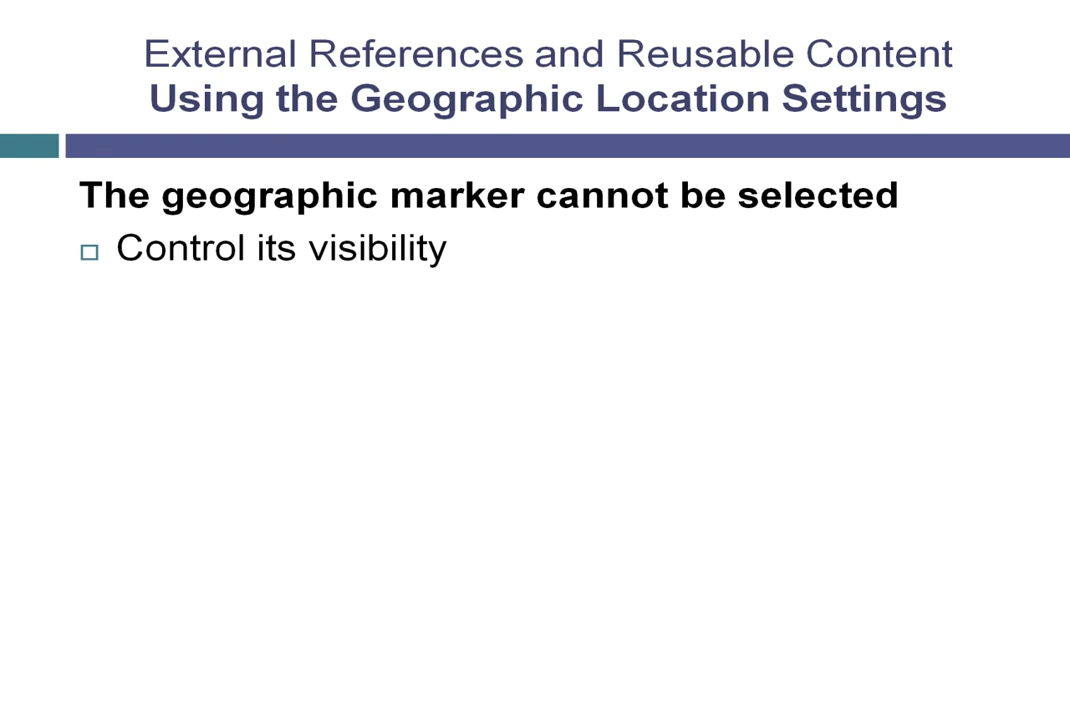 External References and Reusable Content
Using the Geographic Location Settings
The geographic marker cannot be selected
Control its visibility